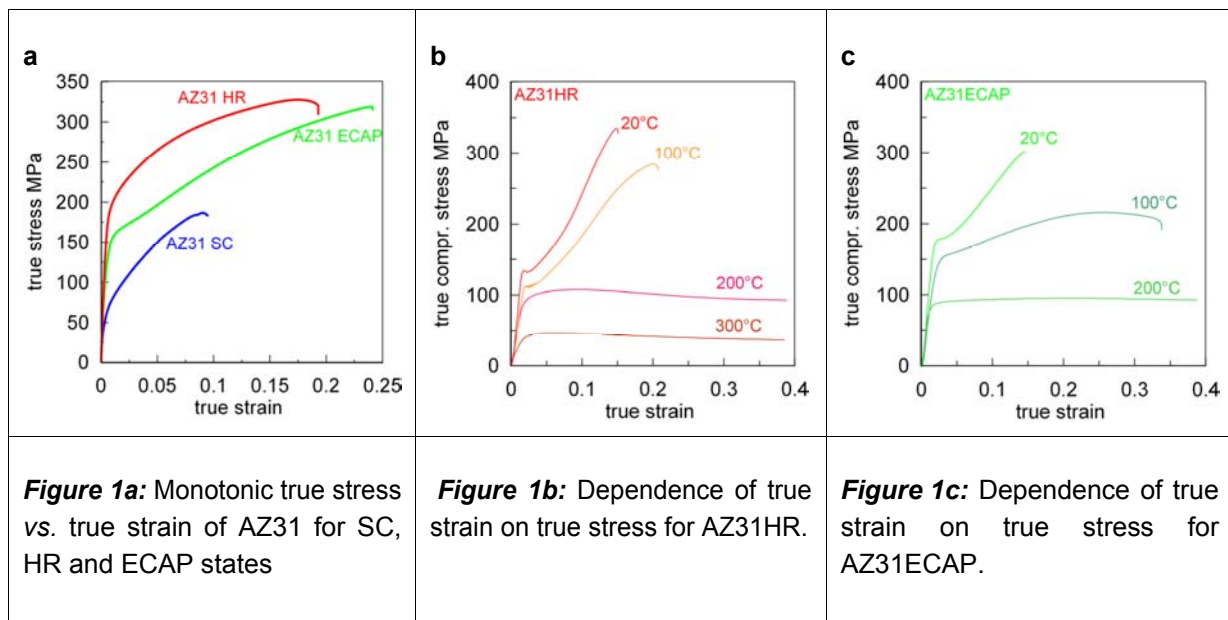 a
350
300
250
200
150
100
50
0
true stress MPa
AZ31 HR
AZ31 ECAP
AZ31 SC
0 0.05 0.1 0.15 0.2 0.25
true strain
b
400
300
200
100
0
true compr. stress MPa
AZ31HR
20°C
100°C
200°C
300°C
0 0.1 0.2 0.3 0.4
true strain
c
400
300
200
100
0
true compr. stress MPa
AZ31ECAP
20°C
100°C
200°C
0 0.1 0.2 0.3 0.4
true strain
Figure 1a: Monotonic true stress
vs. true strain of AZ31 for SC,
HR and ECAP states
Figure 1b: Dependence of true
strain on true stress for AZ31HR.
Figure 1c: Dependence of true
strain on true stress for
AZ31ECAP.